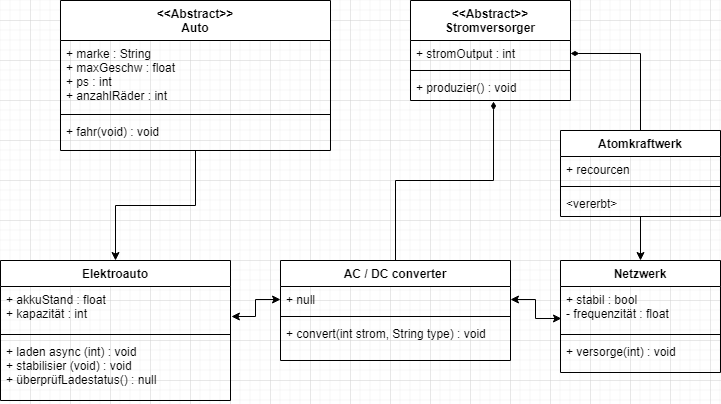 <<Abstract>>
Auto
+ marke : String
+ maxGeschw : float
+ ps : int
+ anzahlRäder : int
+ fahr(void) : void
<<Abstract>>
Stromversorger
+ stromOutput : int
+ produzier() : void
Atomkraftwerk
+ recourcen
<vererbt>
Elektroauto
+ akkuStand : float
+ kapazität : int
+ laden async (int) : void
+ stabilisier (void) : void
+ überprüfLadestatus() : null
AC / DC converter
+ null
+ convert(int strom, String type) : void
Netzwerk
+ stabil : bool
- frequenzität : float
+ versorge(int) : void